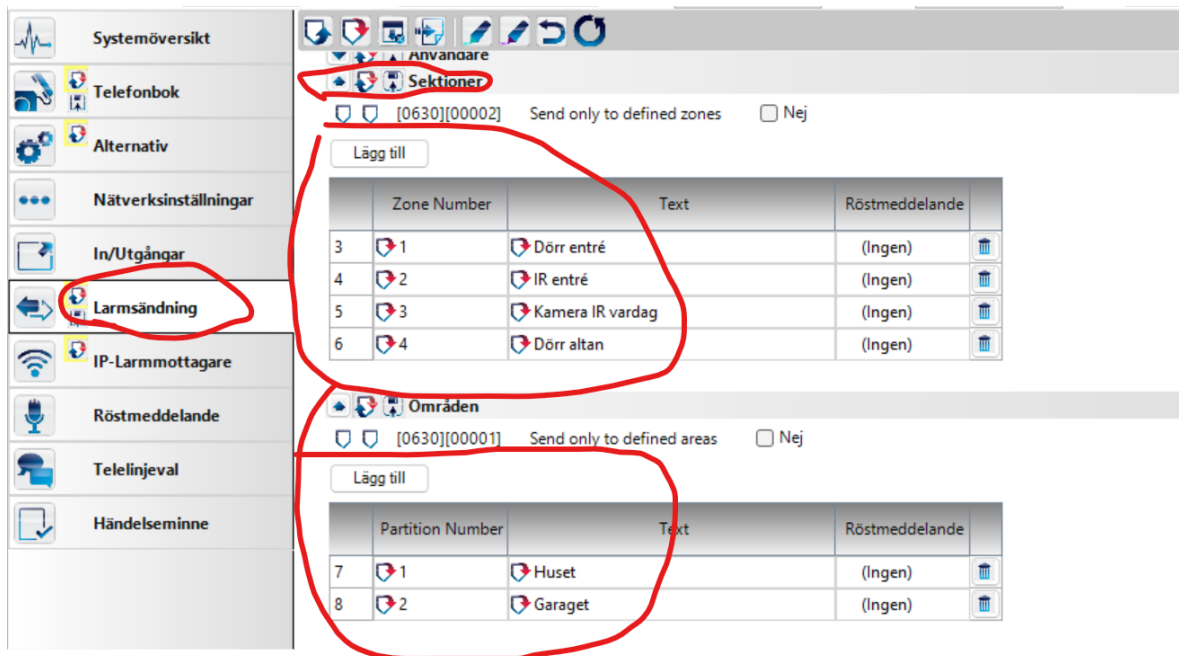 Systemöversikt
Telefonbok
Alternativ
Nätverksinställningar
In/Utgångar
Larmsändning
IP-Larmmottagare
Röstmeddelande
Telelinjeval
Händelseminne
Användare
Sektioner
[0630][00002] Send only to defined zones Nej
Lägg till
Zone Number Text Röstmeddelande
3 1 Dörr entré (Ingen)
4 2 IR entré (Ingen)
5 3 Kamera IR vardag (Ingen)
6 4 Dörr altan (Ingen)
Områden
[0630][00001] Send only to defined areas Nej
Lägg till
Partition Number Text Röstmeddelande
7 1 Huset (Ingen)
8 2 Garaget (Ingen)